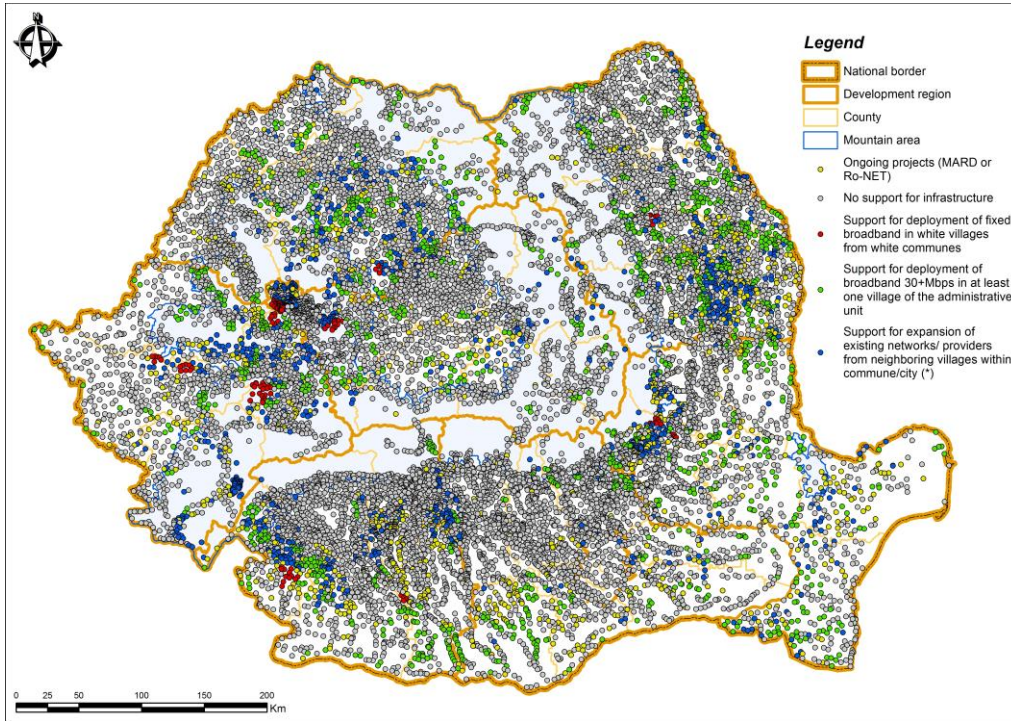 Legend
National border
Development region
County
Mountain area
Ongoing projects (MARD or
Ro-NET)
No support for infrastructure
Support for deployment of fixed
broadband in white villages
from white communes
Support for deployment of
broadband 30+Mbps in at least
one village of the administrative
unit
Support for expansion of
existing networks/ providers
from neighboring villages within
commune/city (*)
0 25 50 100 150 200
Km